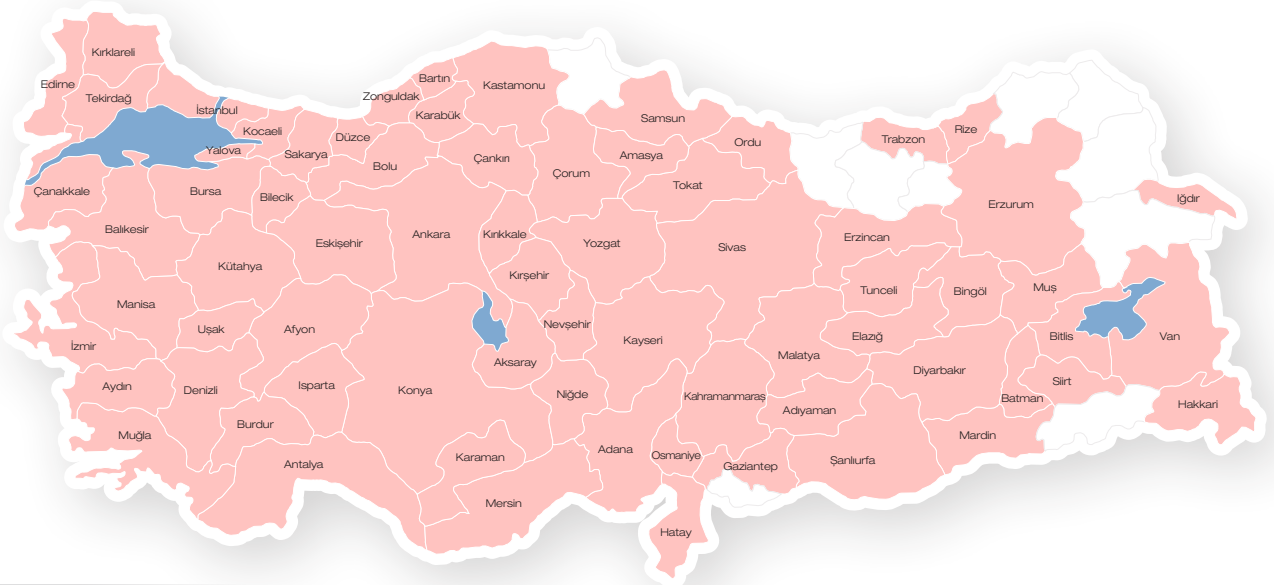 Kırklareli
Edirne
Tekirdağ
İstanbul
Kocaeli
Yalova
Sakarya
Düzce
Zonguldak
Bartın
Karabük
Kastamonu
Bolu
Çankırı
Çorum
Samsun
Amasya
Tokat
Ordu
Trabzon
Rize
Erzurum
Iğdır
Çanakkale
Bursa
Bilecik
Balıkesir
Eskişehir
Ankara
Kırıkkale
Yozgat
Sivas
Erzincan
Kütahya
Kırşehir
Tunceli
Bingöl
Muş
Manisa
Uşak
Afyon
Nevşehir
Kayseri
Elazığ
Bitlis
Van
İzmir
Aksaray
Malatya
Diyarbakır
Siirt
Aydın
Denizli
Isparta
Konya
Niğde
Kahramanmaraş
Adıyaman
Batman
Hakkari
Muğla
Burdur
Antalya
Karaman
Adana
Osmaniye
Gaziantep
Şanlıurfa
Mardin
Mersin
Hatay